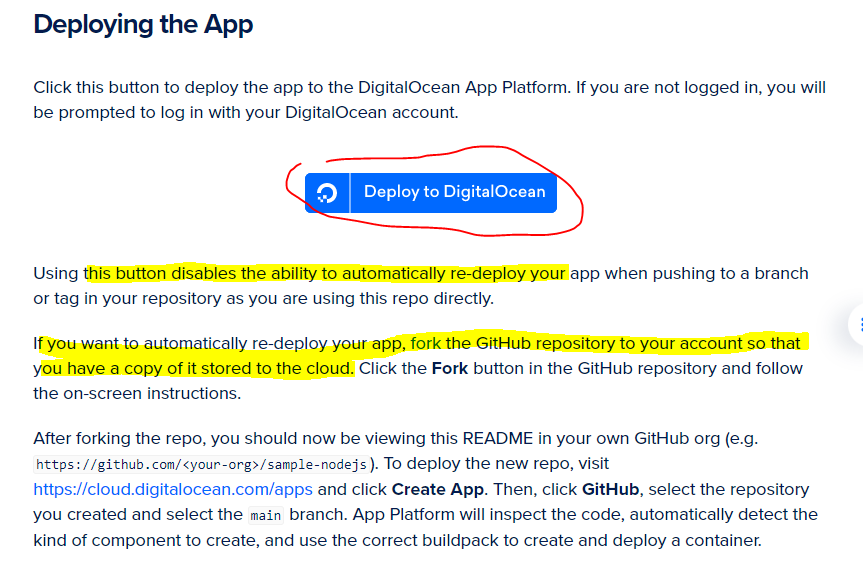 Deploying the App
Click this button to deploy the app to the DigitalOcean App Platform. If you are not logged in, you will
be prompted to log in with your DigitalOcean account.
Deploy to DigitalOcean
Using this button disables the ability to automatically re-deploy your app when pushing to a branch
or tag in your repository as you are using this repo directly.
If you want to automatically re-deploy your app, fork the GitHub repository to your account so that
you have a copy of it stored to the cloud. Click the Fork button in the GitHub repository and follow
the on-screen instructions.
After forking the repo, you should now be viewing this README in your own GitHub org (e.g.
https://github.com/<your-org>/sample-nodejs). To deploy the new repo, visit
https://cloud.digitalocean.com/apps and click Create App. Then, click GitHub, select the repository
you created and select the main branch. App Platform will inspect the code, automatically detect the
kind of component to create, and use the correct buildpack to create and deploy a container.